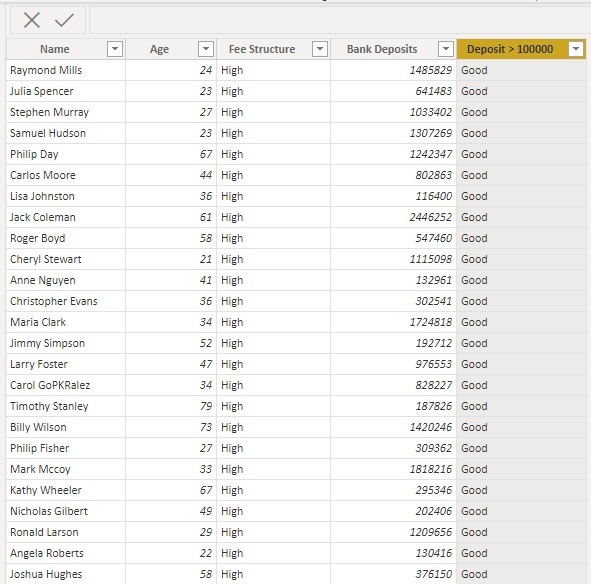 Name Age Fee Structure Bank Deposits Deposit > 100000
Raymond Mills 24 High 1485829 Good
Julia Spencer 23 High 641483 Good
Stephen Murray 27 High 1033402 Good
Samuel Hudson 23 High 1307269 Good
Philip Day 67 High 1242347 Good
Carlos Moore 44 High 802863 Good
Lisa Johnston 36 High 116400 Good
Jack Coleman 61 High 2446252 Good
Roger Boyd 58 High 547460 Good
Cheryl Stewart 21 High 1115098 Good
Anne Nguyen 41 High 132961 Good
Christopher Evans 36 High 302541 Good
Maria Clark 34 High 1724818 Good
Jimmy Simpson 52 High 192712 Good
Larry Foster 47 High 976553 Good
Carol GoPKRalez 34 High 828227 Good
Timothy Stanley 79 High 187826 Good
Billy Wilson 73 High 1420246 Good
Philip Fisher 27 High 309362 Good
Mark Mccoy 33 High 1818216 Good
Kathy Wheeler 67 High 295346 Good
Nicholas Gilbert 49 High 202406 Good
Ronald Larson 29 High 1209656 Good
Angela Roberts 22 High 130416 Good
Joshua Hughes 58 High 376150 Good